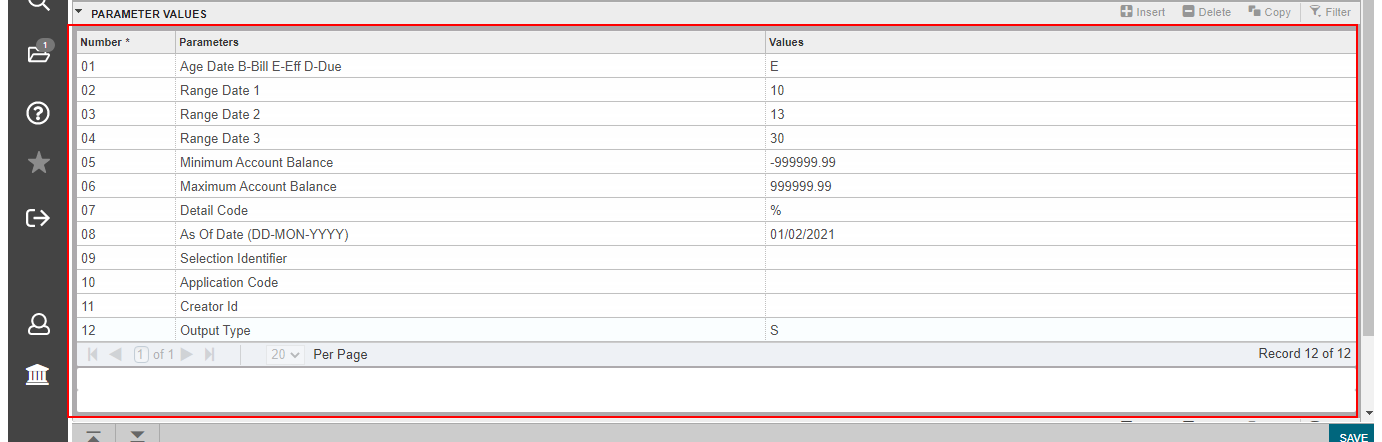 PARAMETER VALUES Insert Delete Copy Filter
1
Number * Parameters Values
01 Age Date B-Bill E-Eff D-Due E
02 Range Date 1 10
03 Range Date 2 13
04 Range Date 3 30
05 Minimum Account Balance -999999.99
06 Maximum Account Balance 999999.99
07 Detail Code %
08 As Of Date (DD-MON-YYYY) 01/02/2021
09 Selection Identifier
10 Application Code
11 Creator Id
12 Output Type S
1 of 1 20 Per Page Record 12 of 12
SAVE